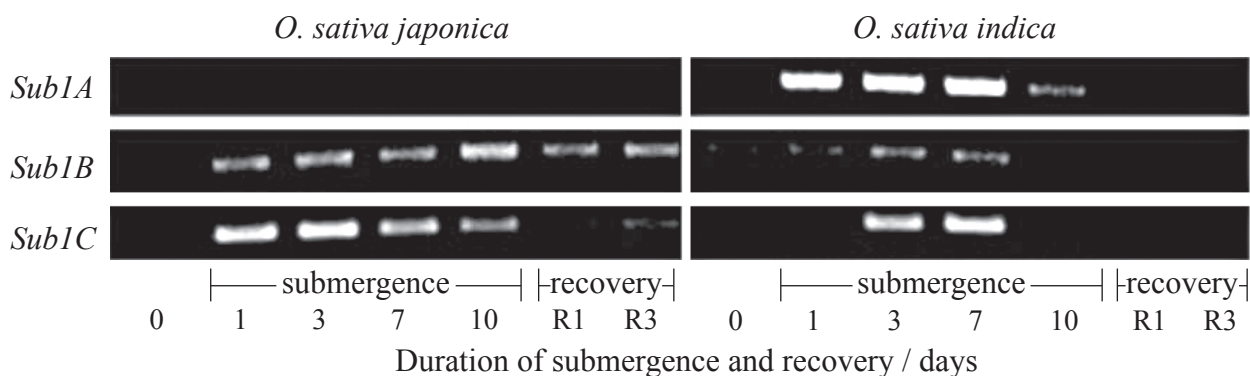 O. sativa japonica
O. sativa indica
Sub1A
Sub1B
Sub1C
submergence
recovery
submergence
recovery
0 1 3 7 10 R1 R3 0 1 3 7 10 R1 R3
Duration of submergence and recovery / days